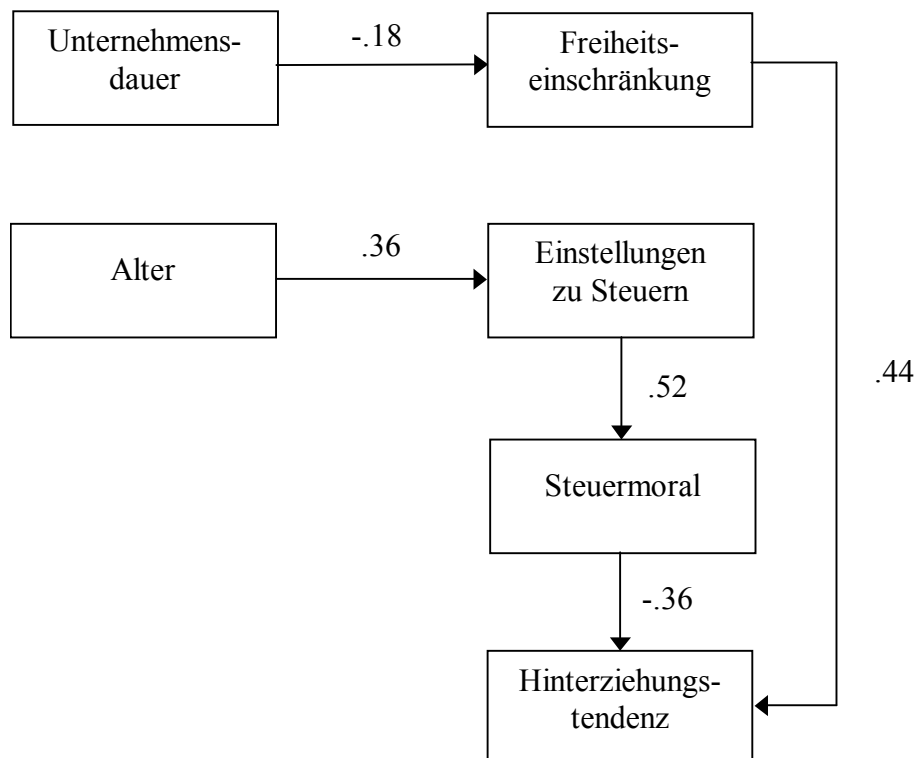 Unternehmens-
dauer
-.18
Freiheits-
einschränkung
Alter
.36
Einstellungen
zu Steuern
.52
.44
Steuermoral
-.36
Hinterziehungs-
tendenz